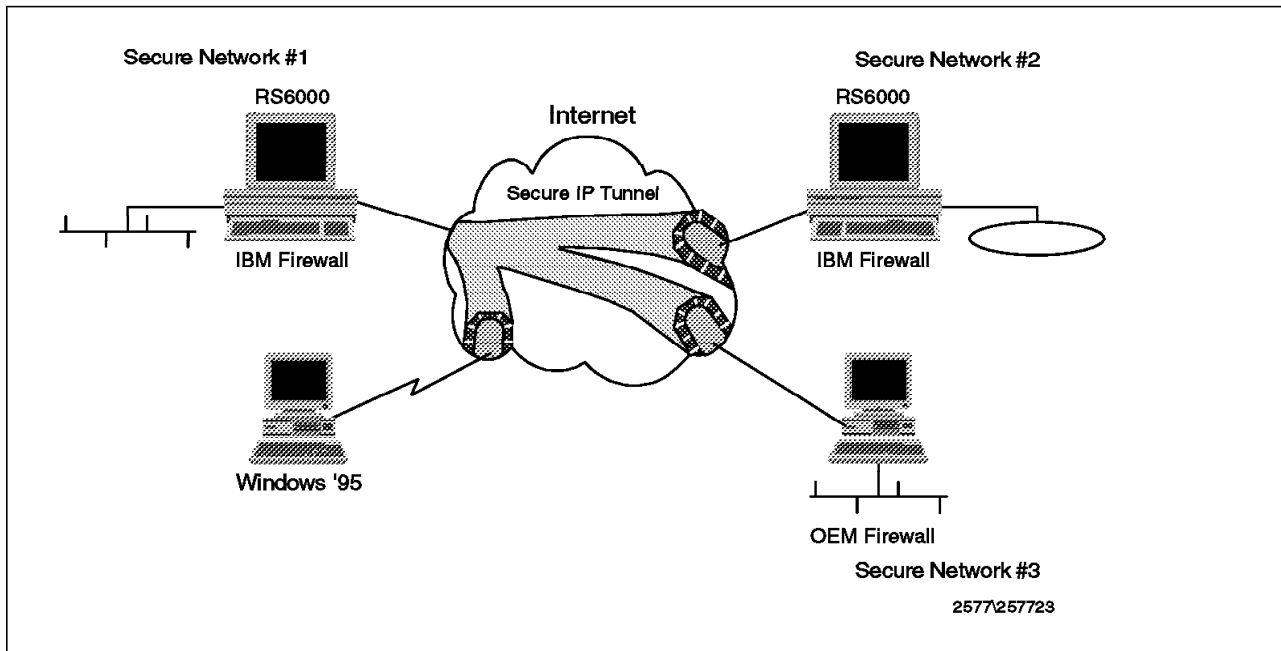 Secure Network #1
Secure Network #2
RS6000
RS6000
Internet
Secure IP Tunnel
IBM Firewall
IBM Firewall
Windows '95
OEM Firewall
Secure Network #3
2577\257723